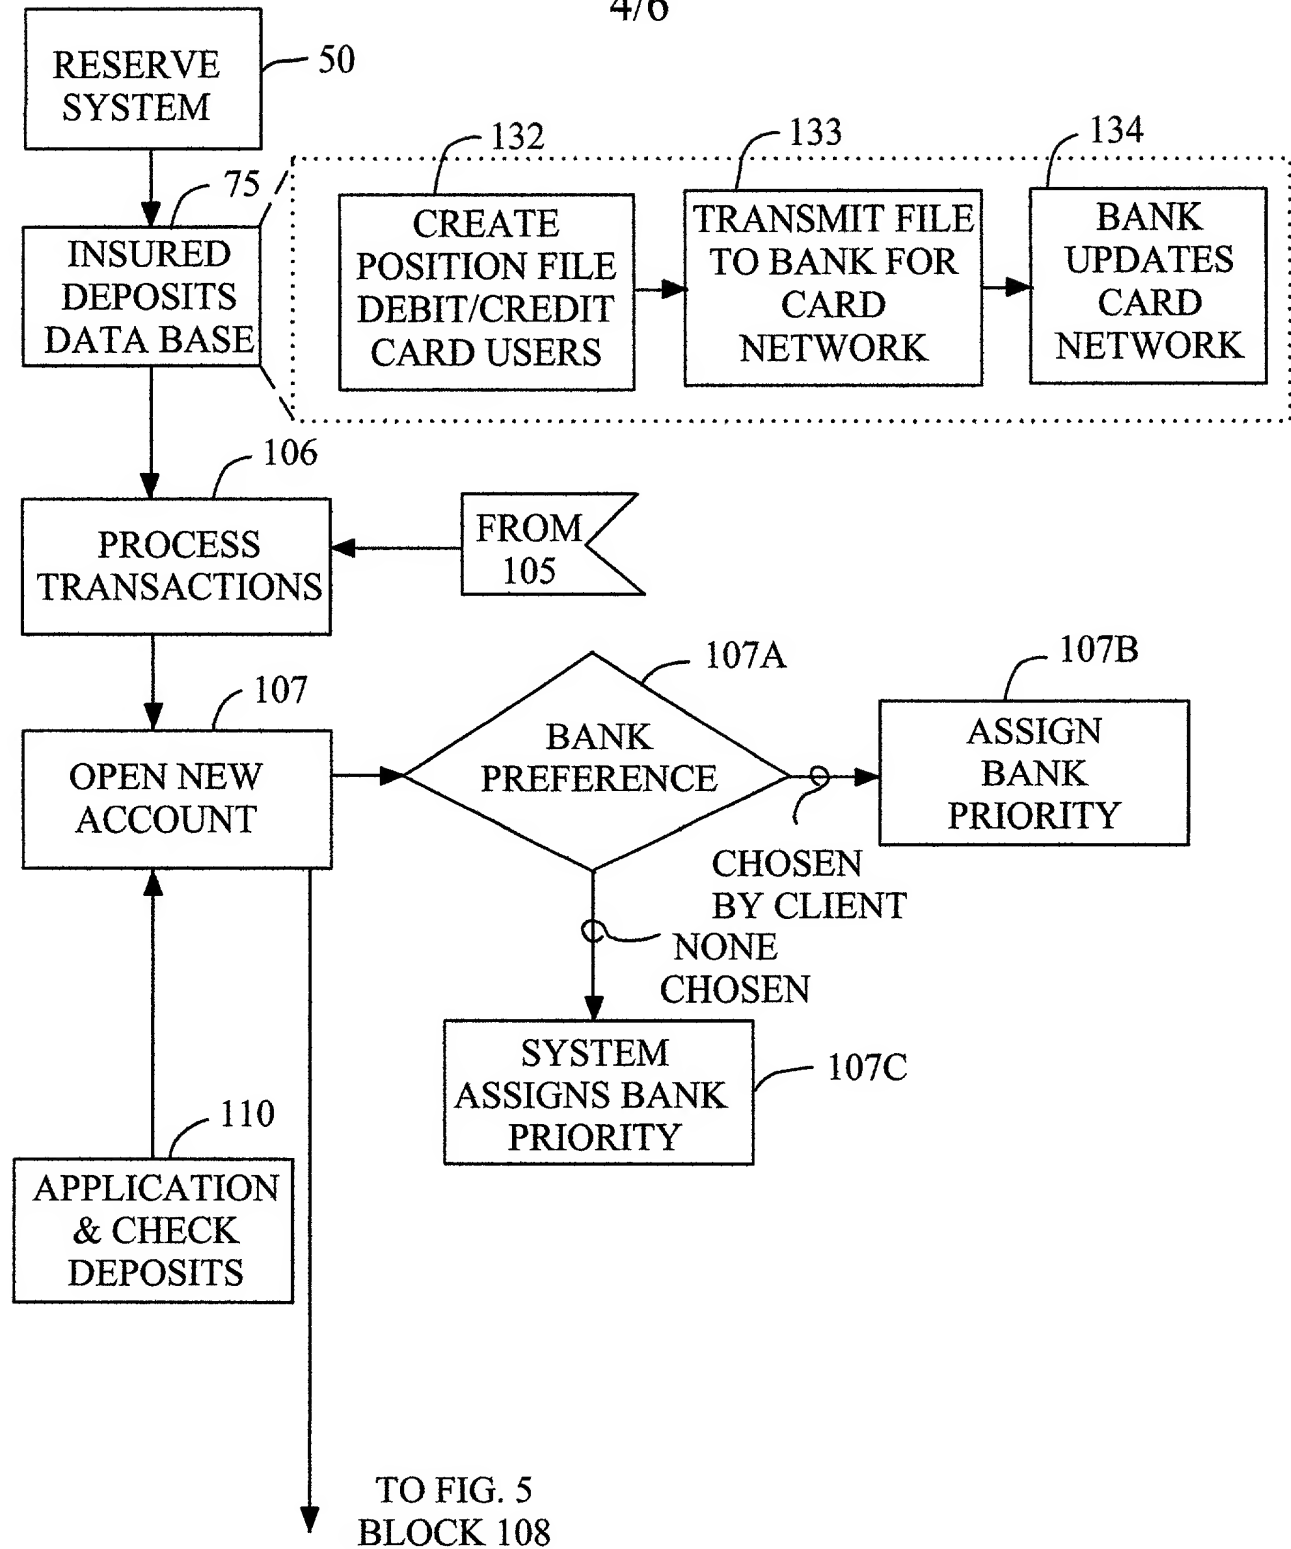 4/6
RESERVE
SYSTEM
50
75
INSURED
DEPOSITS
DATA BASE
132
CREATE
POSITION FILE
DEBIT/CREDIT
CARD USERS
133
TRANSMIT FILE
TO BANK FOR
CARD
NETWORK
134
BANK
UPDATES
CARD
NETWORK
106
PROCESS
TRANSACTIONS
FROM
105
107
OPEN NEW
ACCOUNT
107A
BANK
PREFERENCE
107B
ASSIGN
BANK
PRIORITY
CHOSEN
BY CLIENT
NONE
CHOSEN
SYSTEM
ASSIGNS BANK
PRIORITY
107C
110
APPLICATION
& CHECK
DEPOSITS
TO FIG. 5
BLOCK 108